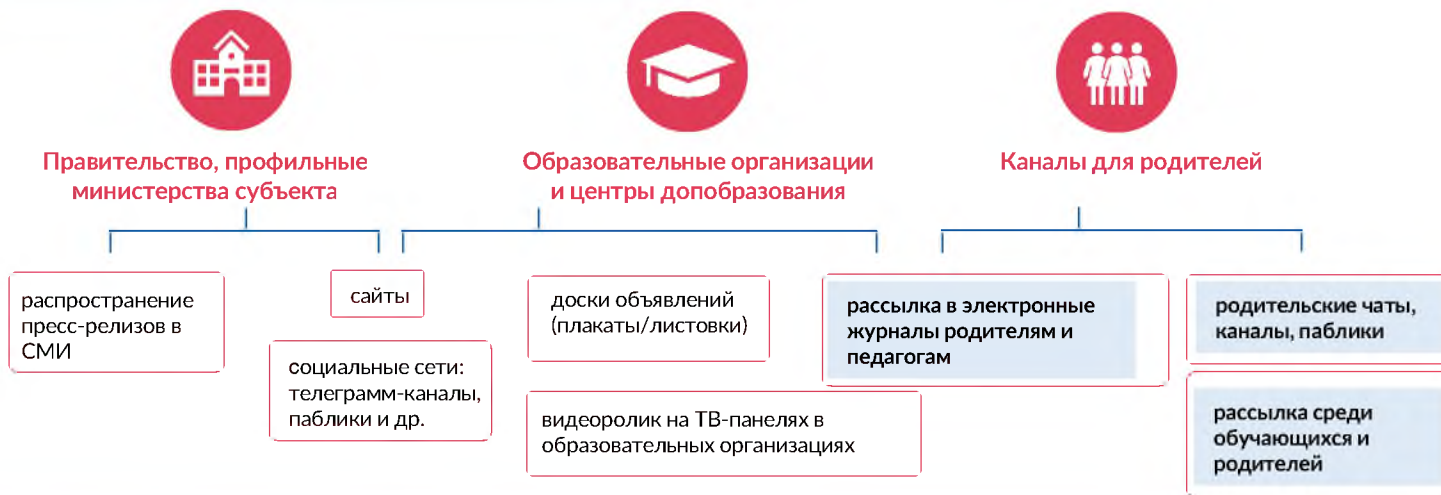 Правительство, профильные
министерства субъекта
Образовательные организации
и центры допобразования
Каналы для родителей
распространение
пресс-релизов в
СМИ
сайты
социальные сети:
телеграмм-каналы,
паблики и др.
доски объявлений
(плакаты/листовки)
видеоролик на ТВ-панелях в
образовательных организациях
рассылка в электронные
журналы родителям и
педагогам
родительские чаты,
каналы, паблики
рассылка среди
обучающихся и
родителей